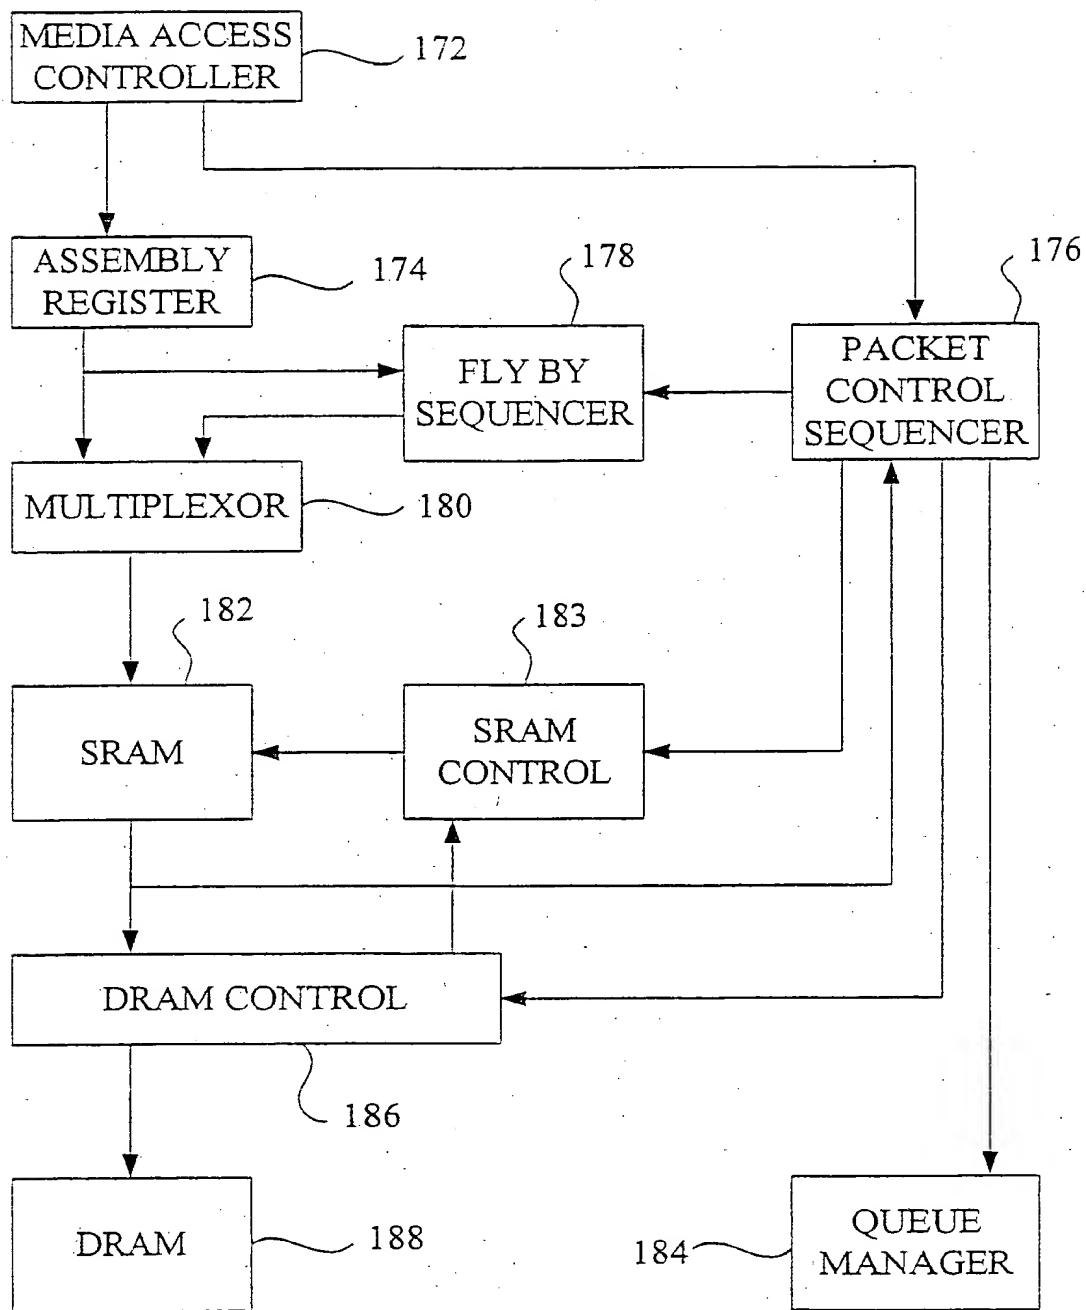 MEDIA ACCESS
CONTROLLER
172
ASSEMBLY
REGISTER
174
178
176
FLY BY
SEQUENCER
PACKET
CONTROL
SEQUENCER
MULTIPLEXOR
180
182
183
SRAM
SRAM
CONTROL
DRAM CONTROL
186
DRAM
188
184
QUEUE
MANAGER